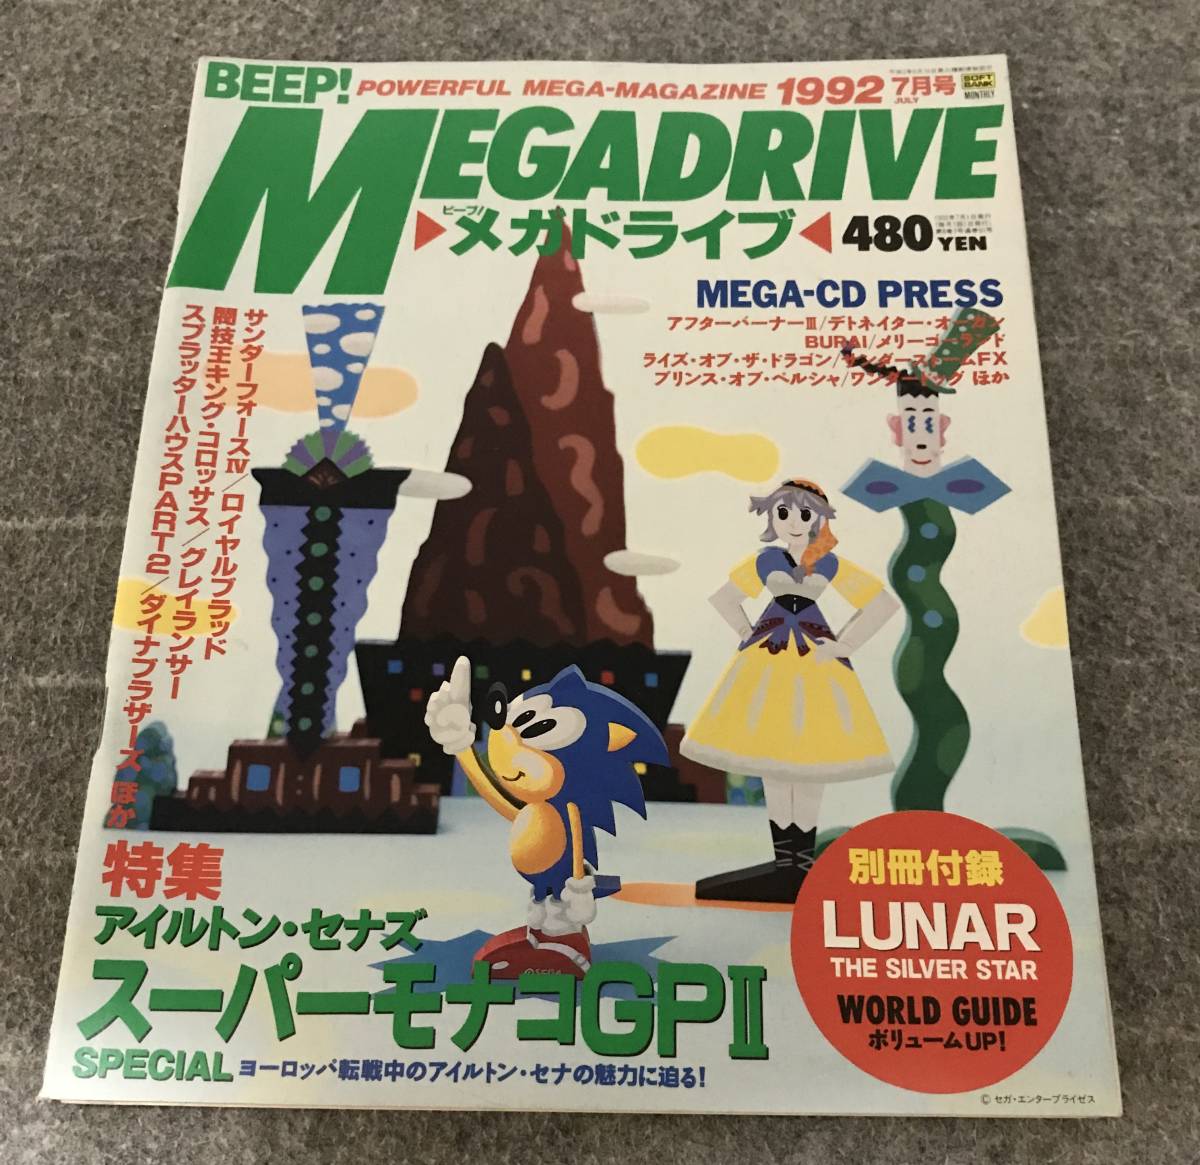 BEEP! POWERFUL MEGA-MAGAZINE 1992 7月号
JULY
SOFT
BANK
MONTHLY
MEGADRIVE
ビープ!
メガドライブ
480 YEN
MEGA-CD PRESS
アフターバーナーⅢ/デトネイター・オーガン
BURAI/メリーゴーランド
ライズ・オブ・ザ・ドラゴン/サンダーストームFX
プリンス・オブ・ペルシャ/ワンダードッグ ほか
サンダーフォースⅣ/ロイヤルブラッド
闘技王キング・コロッサス/グレイランサー
スプラッターハウスPART2/ダイナブラザーズ ほか
特集
アイルトン・セナズ
スーパーモナコGPⅡ
SPECIAL ヨーロッパ転戦中のアイルトン・セナの魅力に迫る!
別冊付録
LUNAR
THE SILVER STAR
WORLD GUIDE
ボリュームUP!
©SEGA
© セガ・エンタープライゼス